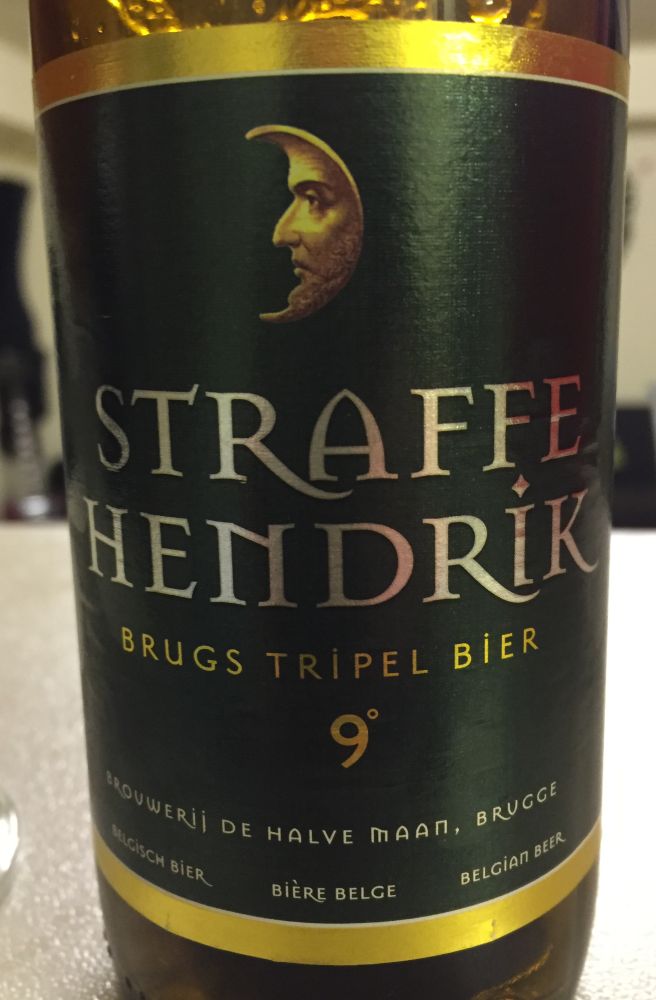 STRAFFE
HENDRIK
BRUGS TRIPEL BIER
9°
BROUWERIJ DE HALVE MAAN, BRUGGE
BELGISCH BIER
BIÈRE BELGE
BELGIAN BEER